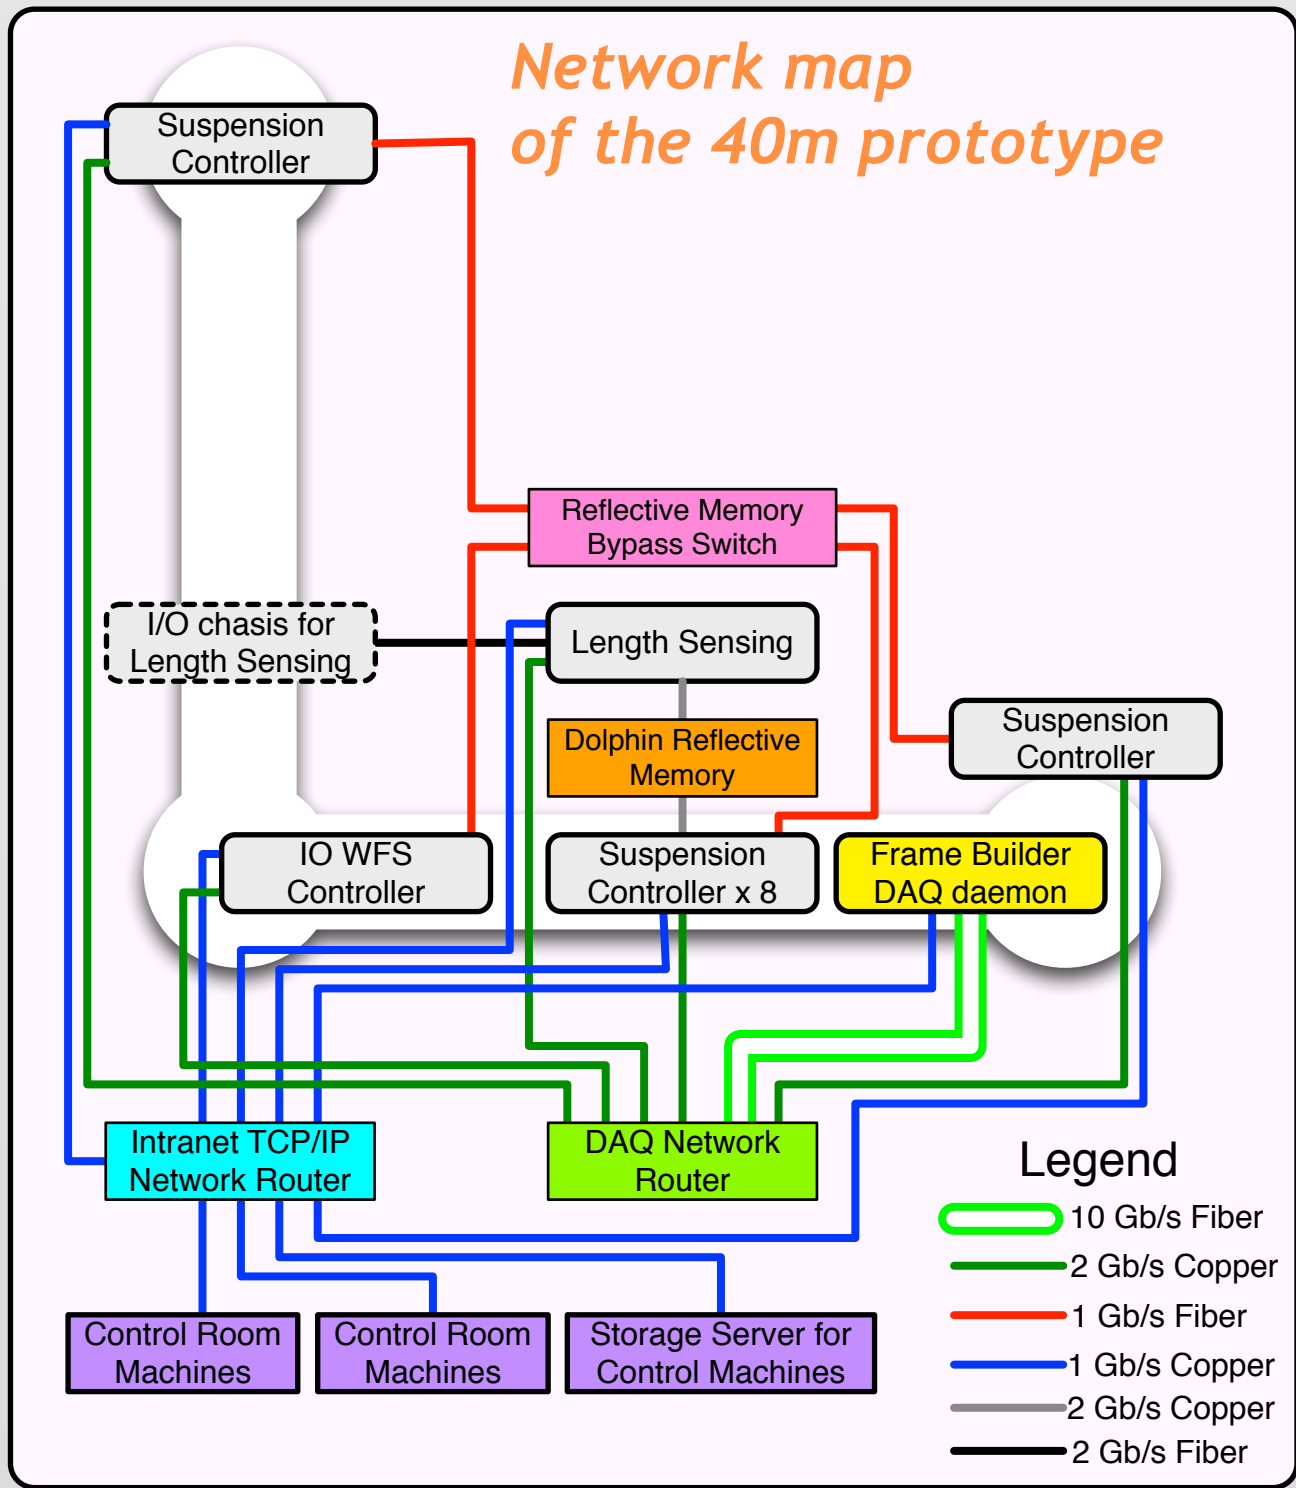 Network map
of the 40m prototype
Suspension
Controller
Reflective Memory
Bypass Switch
I/O chasis for
Length Sensing
Length Sensing
Dolphin Reflective
Memory
Suspension
Controller
IO WFS
Controller
Suspension
Controller x 8
Frame Builder
DAQ daemon
Intranet TCP/IP
Network Router
DAQ Network
Router
Legend
10 Gb/s Fiber
2 Gb/s Copper
1 Gb/s Fiber
1 Gb/s Copper
2 Gb/s Copper
2 Gb/s Fiber
Control Room
Machines
Control Room
Machines
Storage Server for
Control Machines